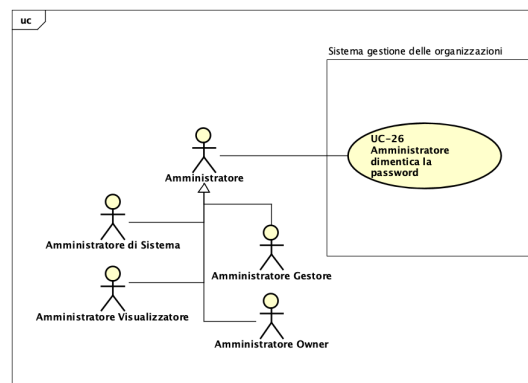 uc
Sistema gestione delle organizzazioni
UC-26
Amministratore
dimentica la
password
Amministratore
Amministratore di Sistema
Amministratore Gestore
Amministratore Visualizzatore
Amministratore Owner